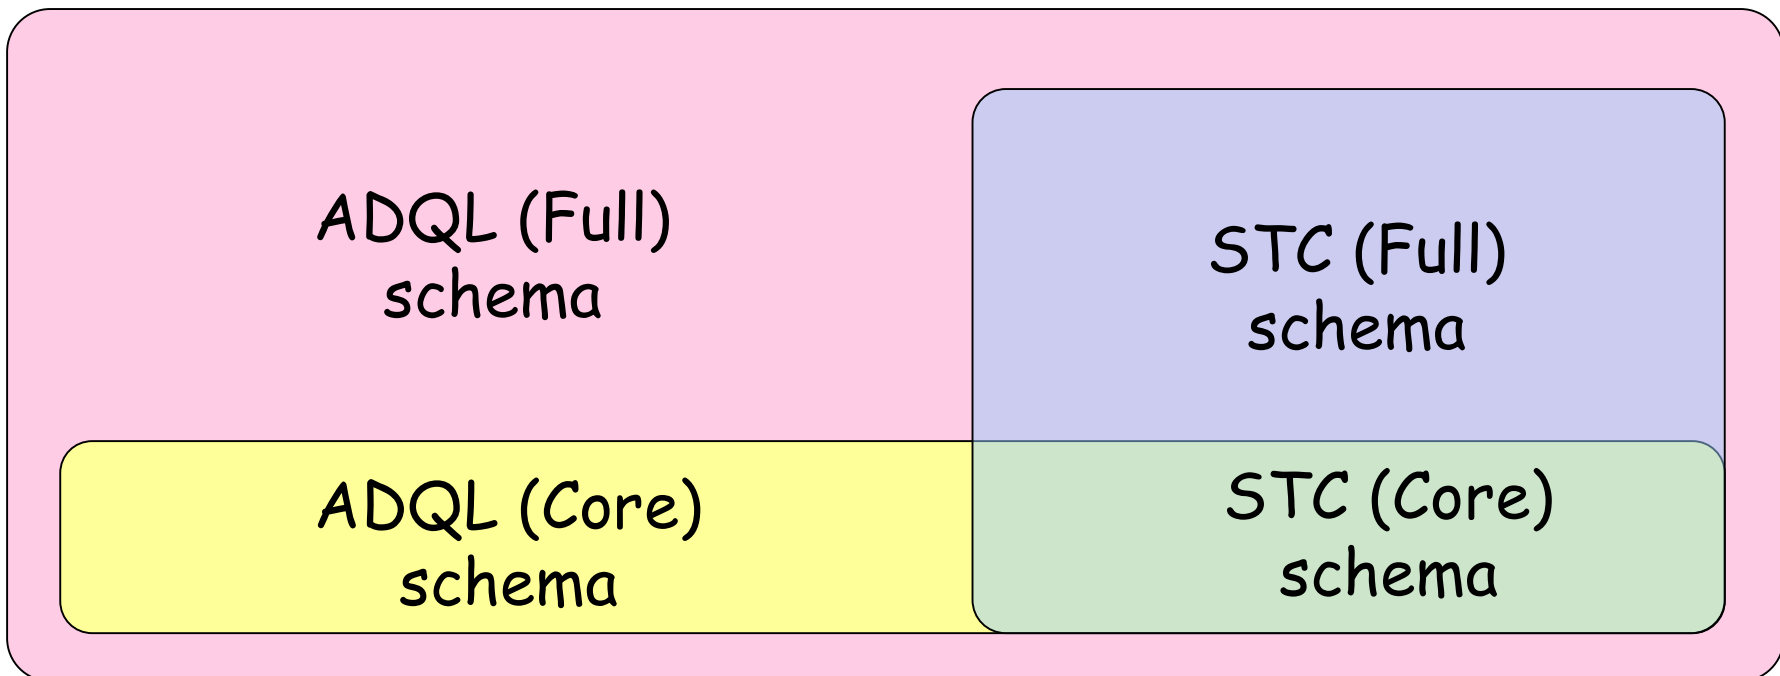 ADQL (Full)
schema
STC (Full)
schema
ADQL (Core)
schema
STC (Core)
schema